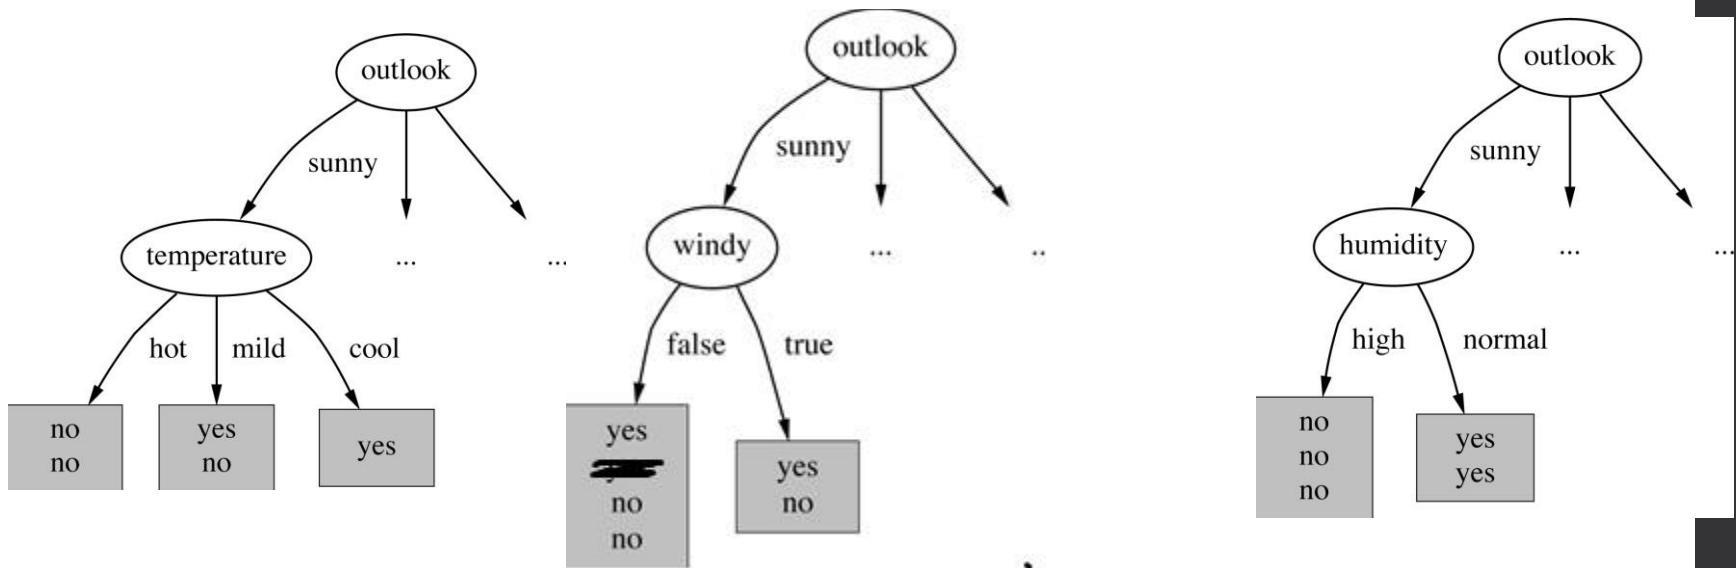 outlook
sunny
temperature
...
...
hot
mild
cool
no
no
yes
no
yes
outlook
sunny
windy
...
..
false
true
yes
no
no
yes
no
outlook
sunny
humidity
...
...
high
normal
no
no
no
yes
yes